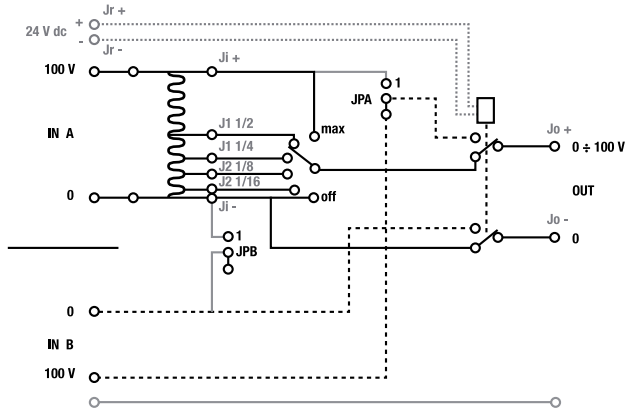 Jr +
24 V dc
+
-
Jr -
Ji +
100 V
1
JPA
J1 1/2
max
IN A
J1 1/4
Jo +
0 ÷ 100 V
J2 1/8
J2 1/16
OUT
0
off
Ji -
Jo -
1
JPB
0
0
IN B
100 V